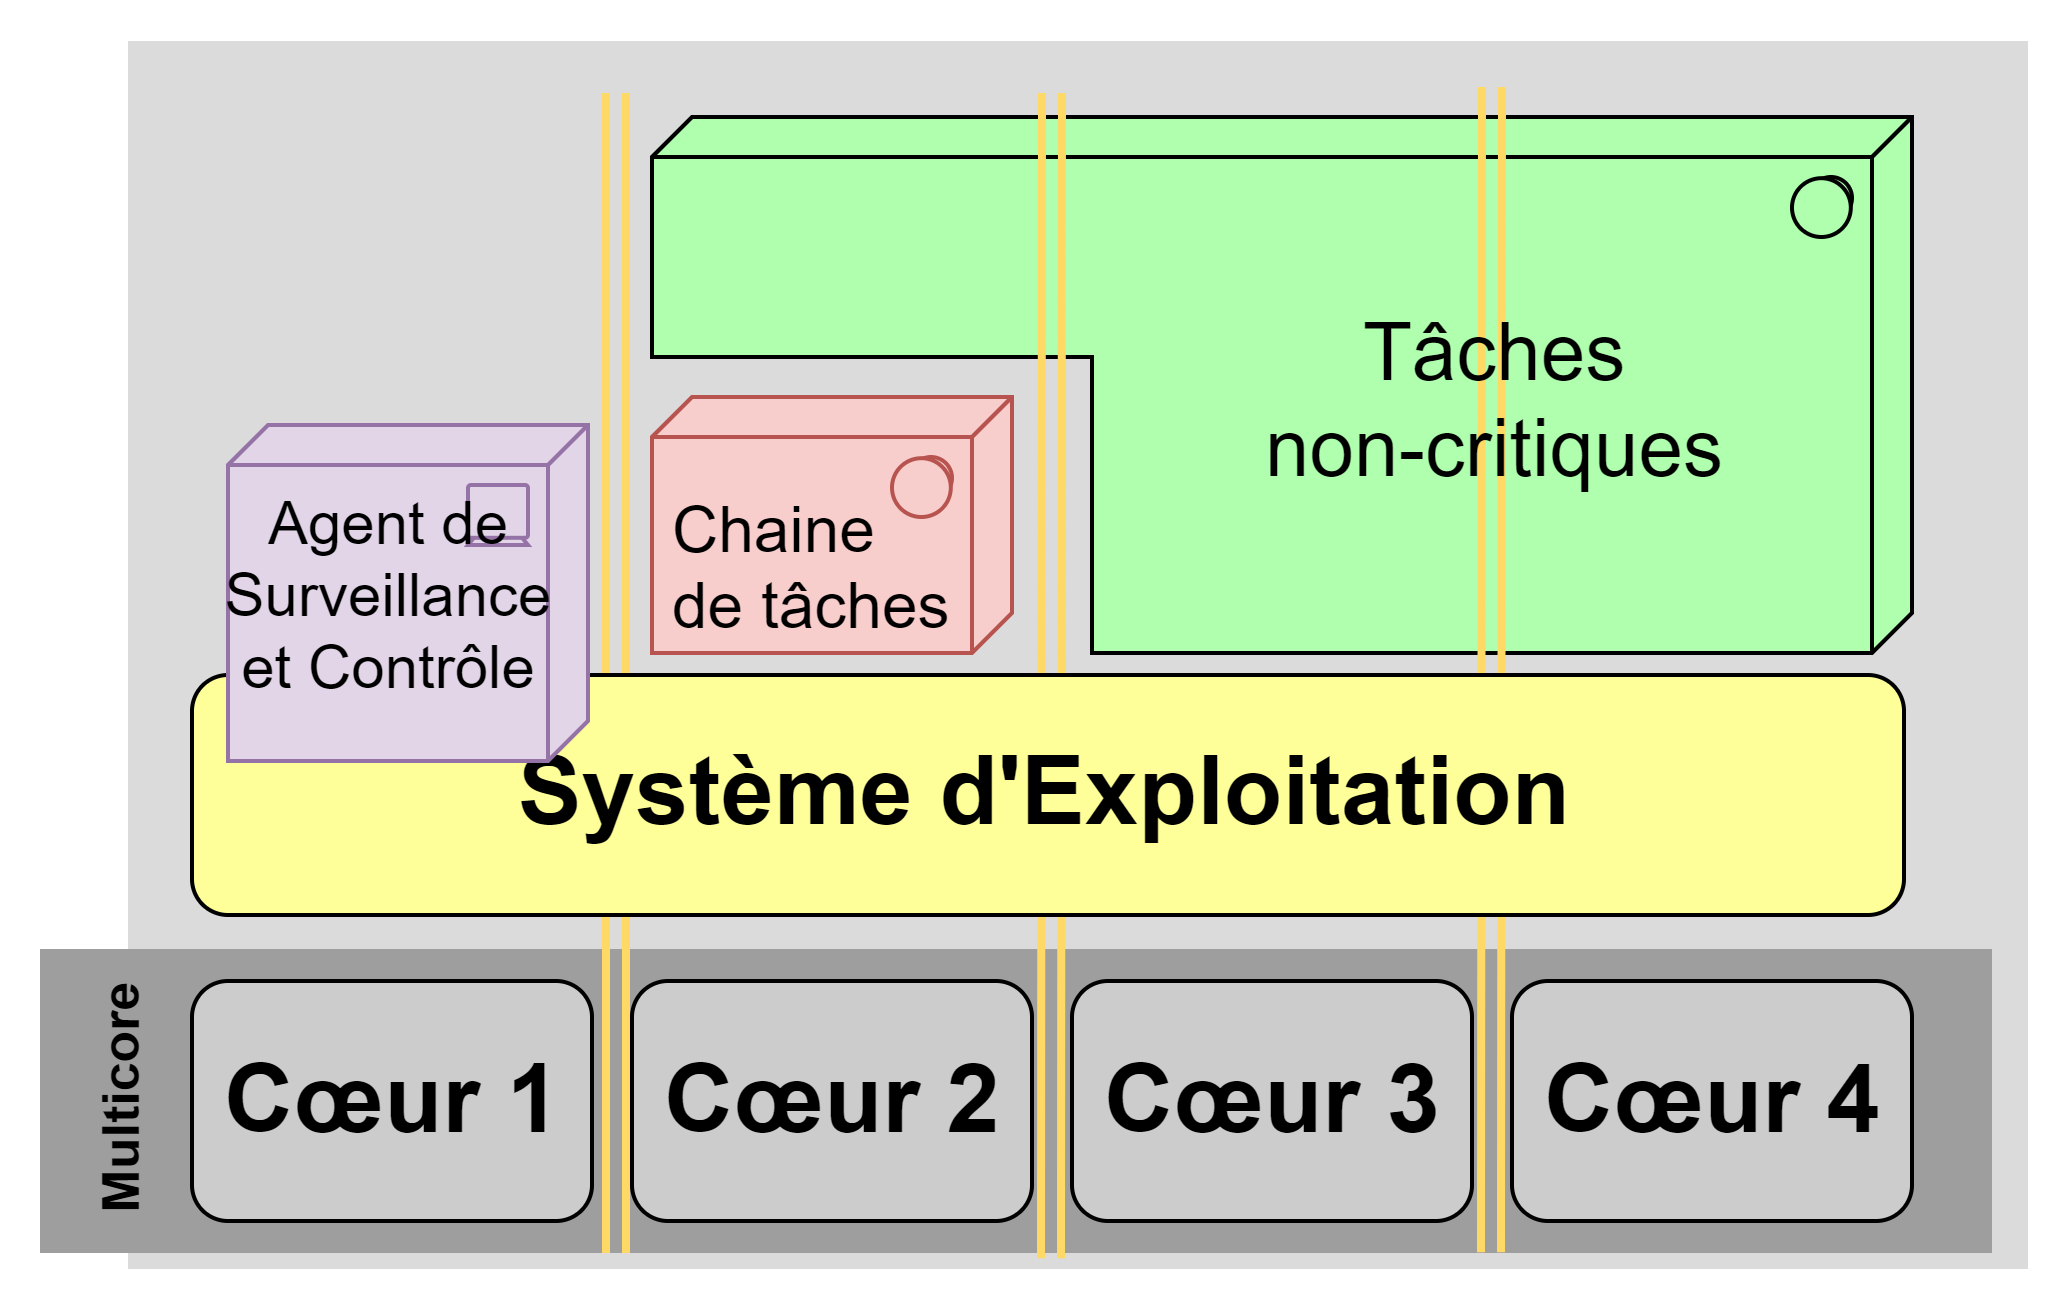 Tâches
non-critiques
Agent de
Surveillance
et Contrôle
Chaine
de tâches
Système d'Exploitation
Multicore
Cœur 1
Cœur 2
Cœur 3
Cœur 4